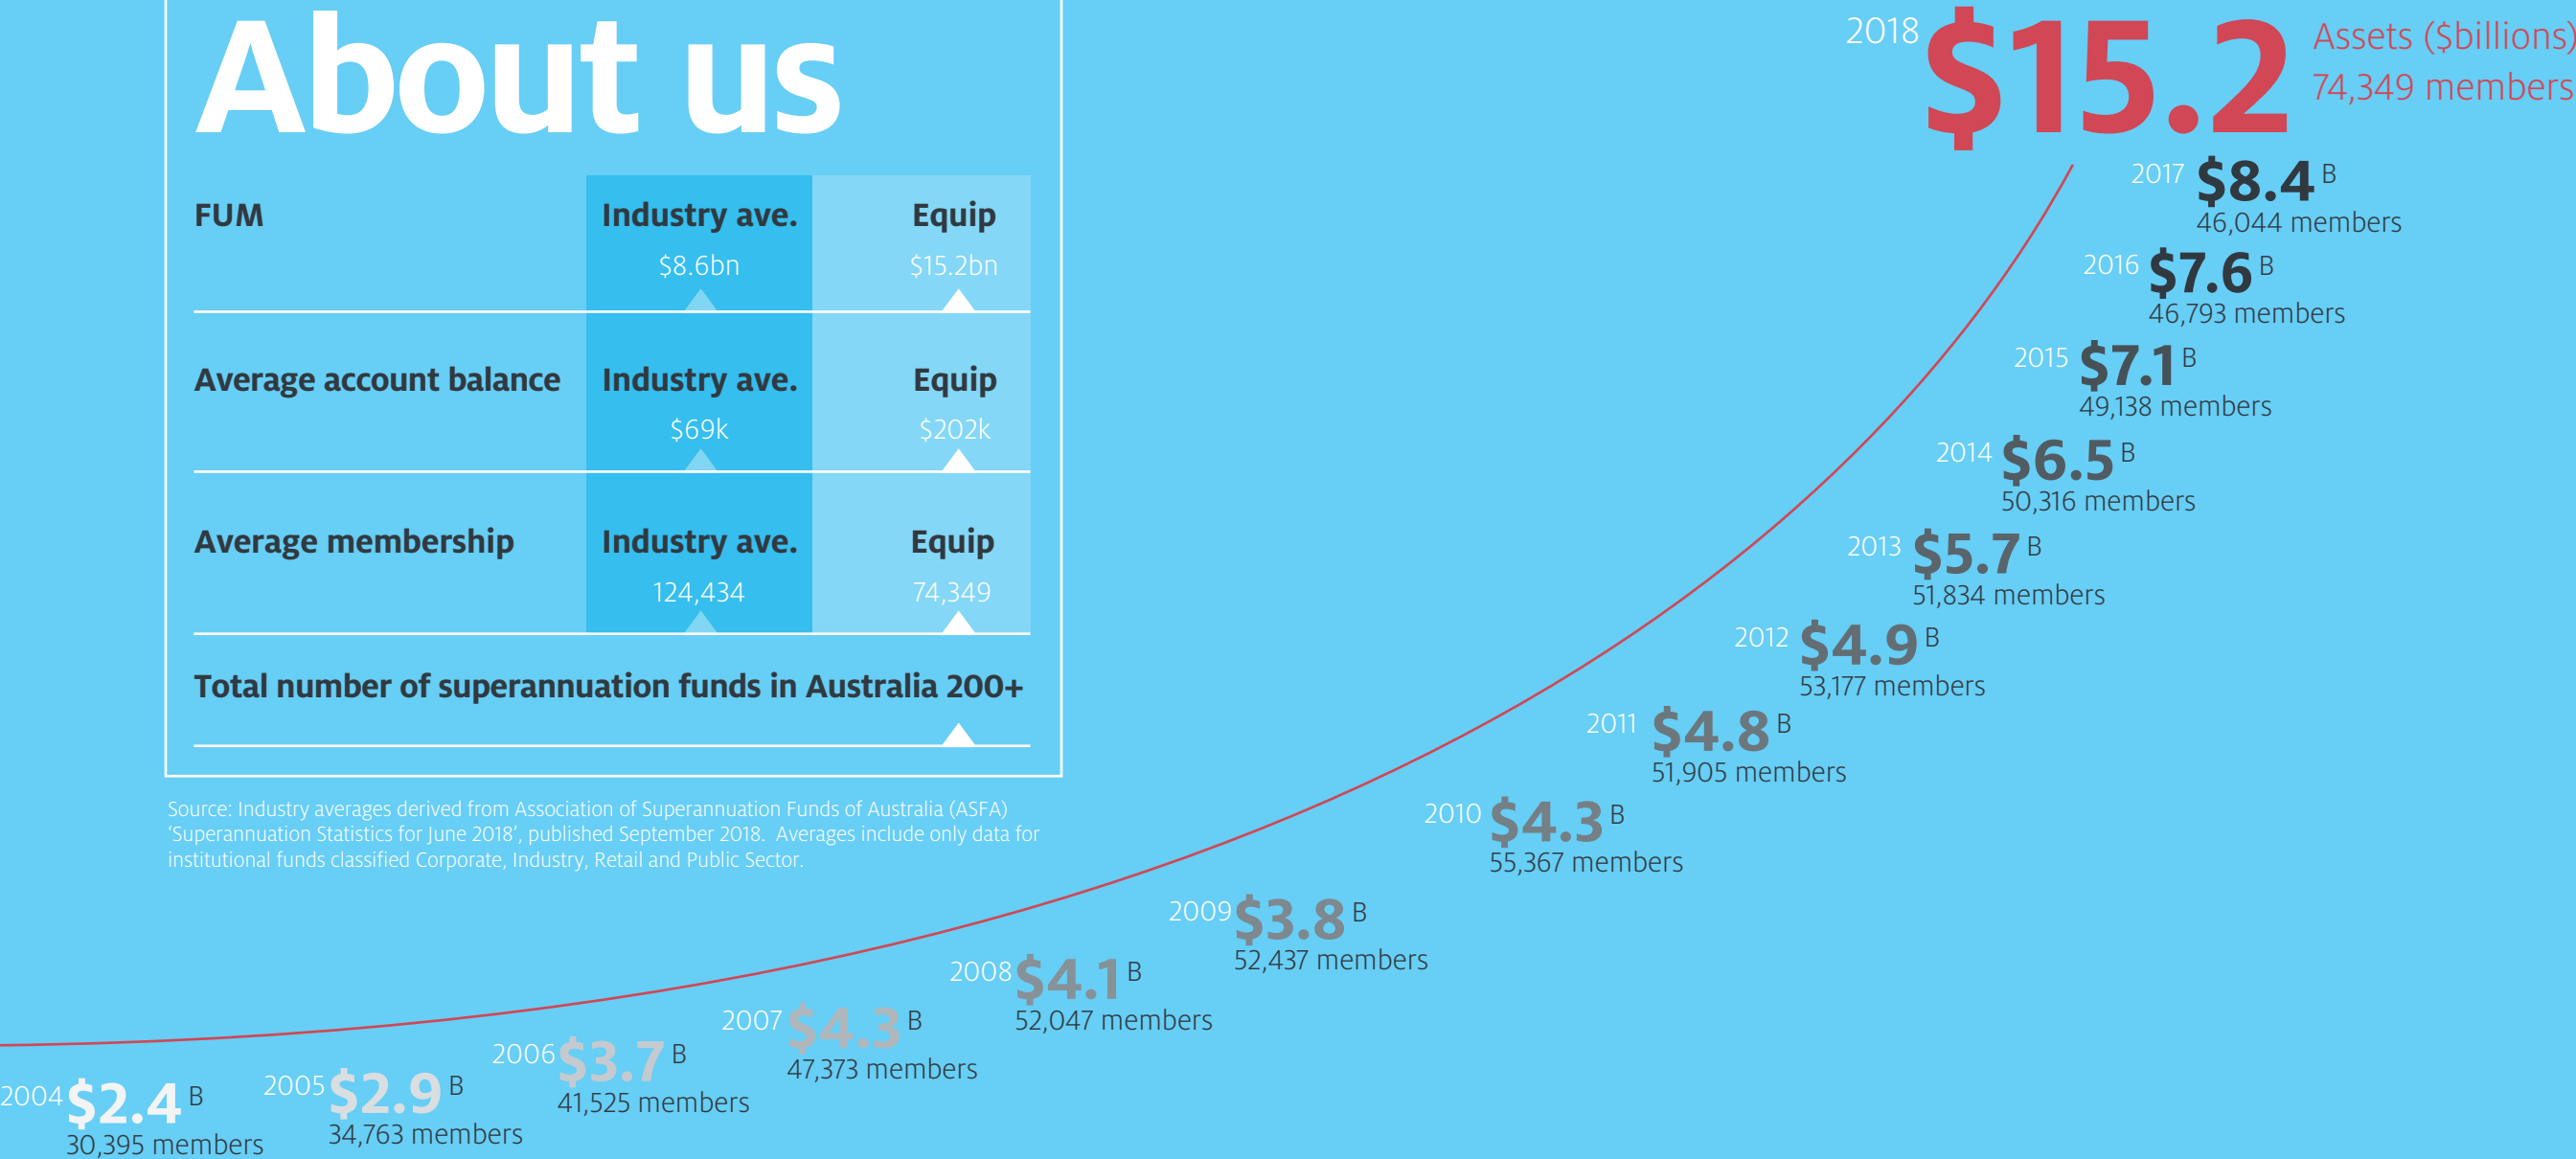 About us
FUM Industry ave. Equip
$8.6bn $15.2bn
Average account balance Industry ave. Equip
$69k $202k
Average membership Industry ave. Equip
124,434 74,349
Total number of superannuation funds in Australia 200+
Source: Industry averages derived from Association of Superannuation Funds of Australia (ASFA)
‘Superannuation Statistics for June 2018’, published September 2018. Averages include only data for
institutional funds classified Corporate, Industry, Retail and Public Sector.
2018 $15.2 Assets ($billions)
74,349 members
2017 $8.4 B
46,044 members
2016 $7.6 B
46,793 members
2015 $7.1 B
49,138 members
2014 $6.5 B
50,316 members
2013 $5.7 B
51,834 members
2012 $4.9 B
53,177 members
2011 $4.8 B
51,905 members
2010 $4.3 B
55,367 members
2009 $3.8 B
52,437 members
2008 $4.1 B
52,047 members
2007 $4.3 B
47,373 members
2006 $3.7 B
41,525 members
2005 $2.9 B
34,763 members
2004 $2.4 B
30,395 members